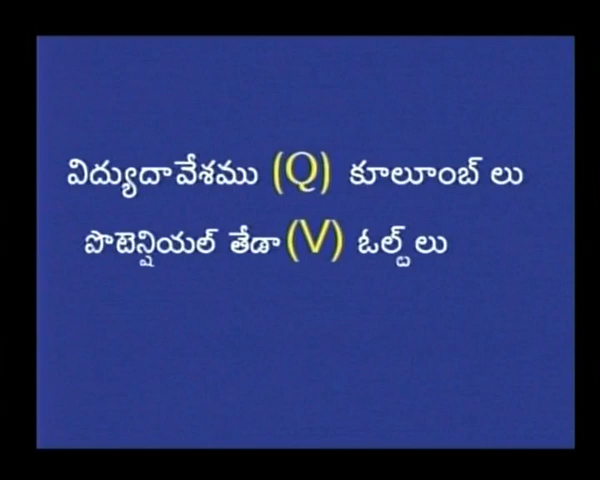 విద్యుదావేశము (Q) కూలూంబ్ లు
పొటెన్షియల్ తేడా (V) ఓల్ట్ లు